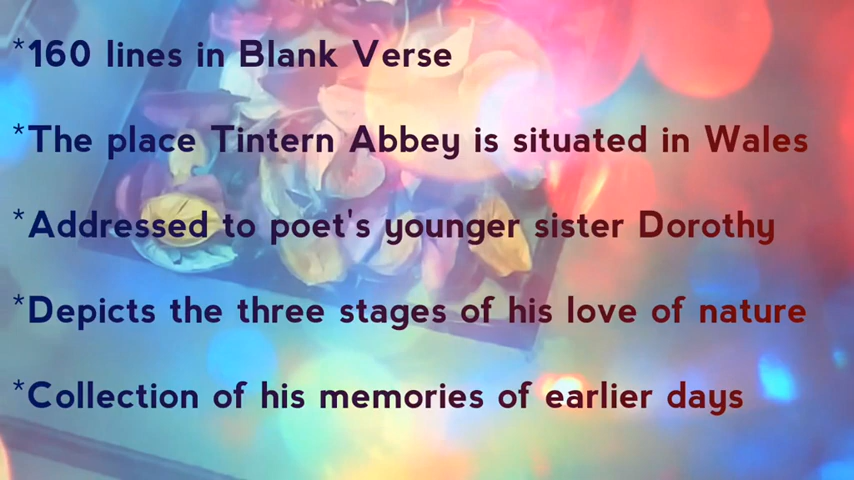 *160 lines in Blank Verse
*The place Tintern Abbey is situated in Wales
*Addressed to poet's younger sister Dorothy
*Depicts the three stages of his love of nature
*Collection of his memories of earlier days